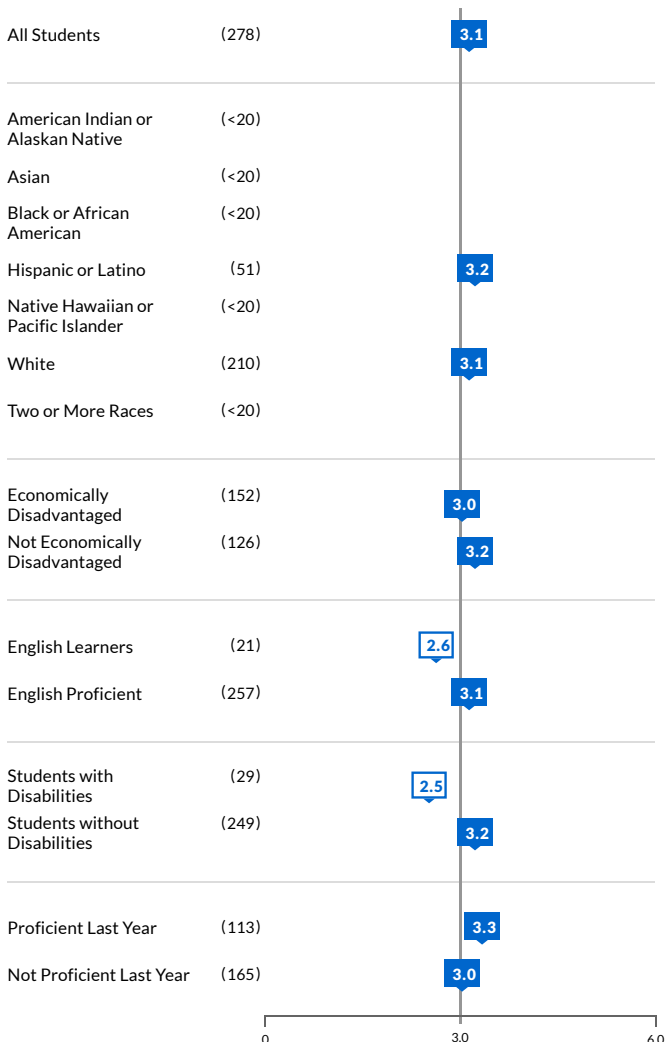 All Students (278) 3.1
American Indian or (<20)
Alaskan Native
Asian (<20)
Black or African (<20)
American
Hispanic or Latino (51) 3.2
Native Hawaiian or (<20)
Pacific Islander
White (210) 3.1
Two or More Races (<20)
Economically (152) 3.0
Disadvantaged
Not Economically (126) 3.2
Disadvantaged
English Learners (21) 2.6
English Proficient (257) 3.1
Students with (29) 2.5
Disabilities
Students without (249) 3.2
Disabilities
Proficient Last Year (113) 3.3
Not Proficient Last Year (165) 3.0
0 3.0 6.0